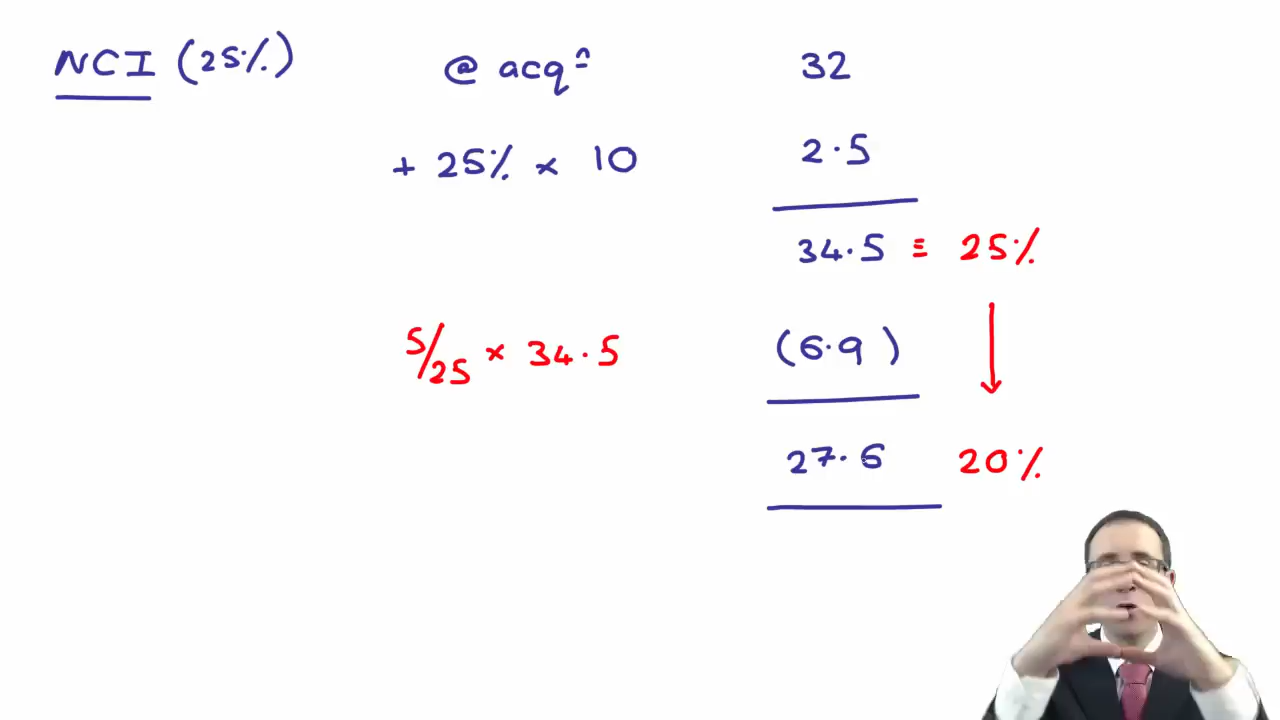 NCI (25%) @ acqⁿ 32
+ 25% × 10 2.5
34.5 ≡ 25%
5/25 × 34.5 (6.9)
27.6 20%